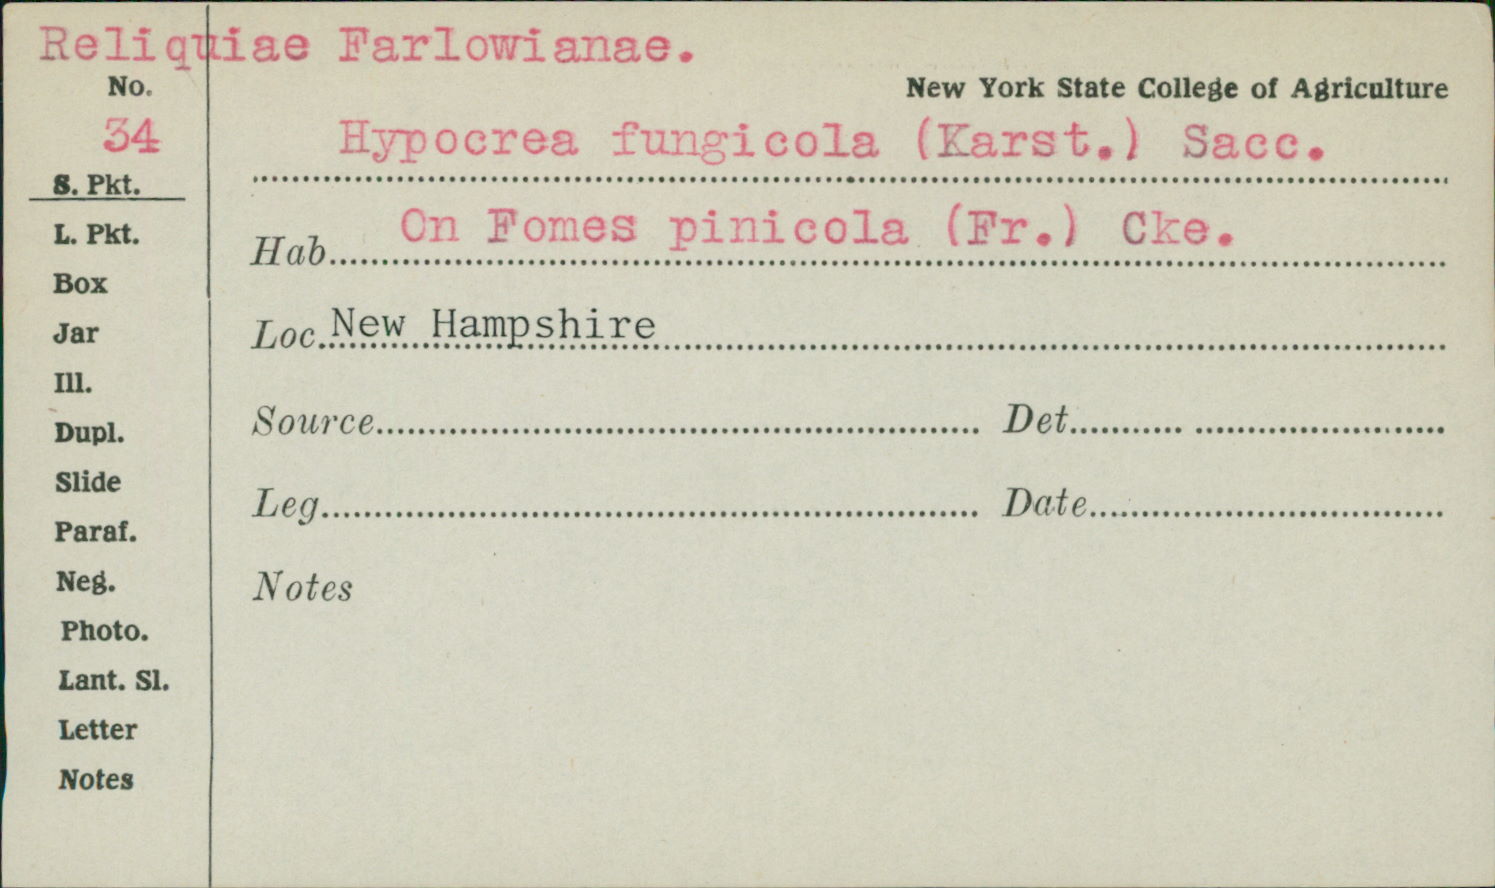 Reliquiae Farlowianae.
No.
New York State College of Agriculture
34
Hypocrea fungicola (Karst.) Sacc.
S. Pkt.
L. Pkt.
Hab. On Fomes pinicola (Fr.) Cke.
Box
Loc. New Hampshire
Jar
Ill.
Source
Det.
Dupl.
Slide
Leg.
Date
Paraf.
Neg.
Notes
Photo.
Lant. Sl.
Letter
Notes